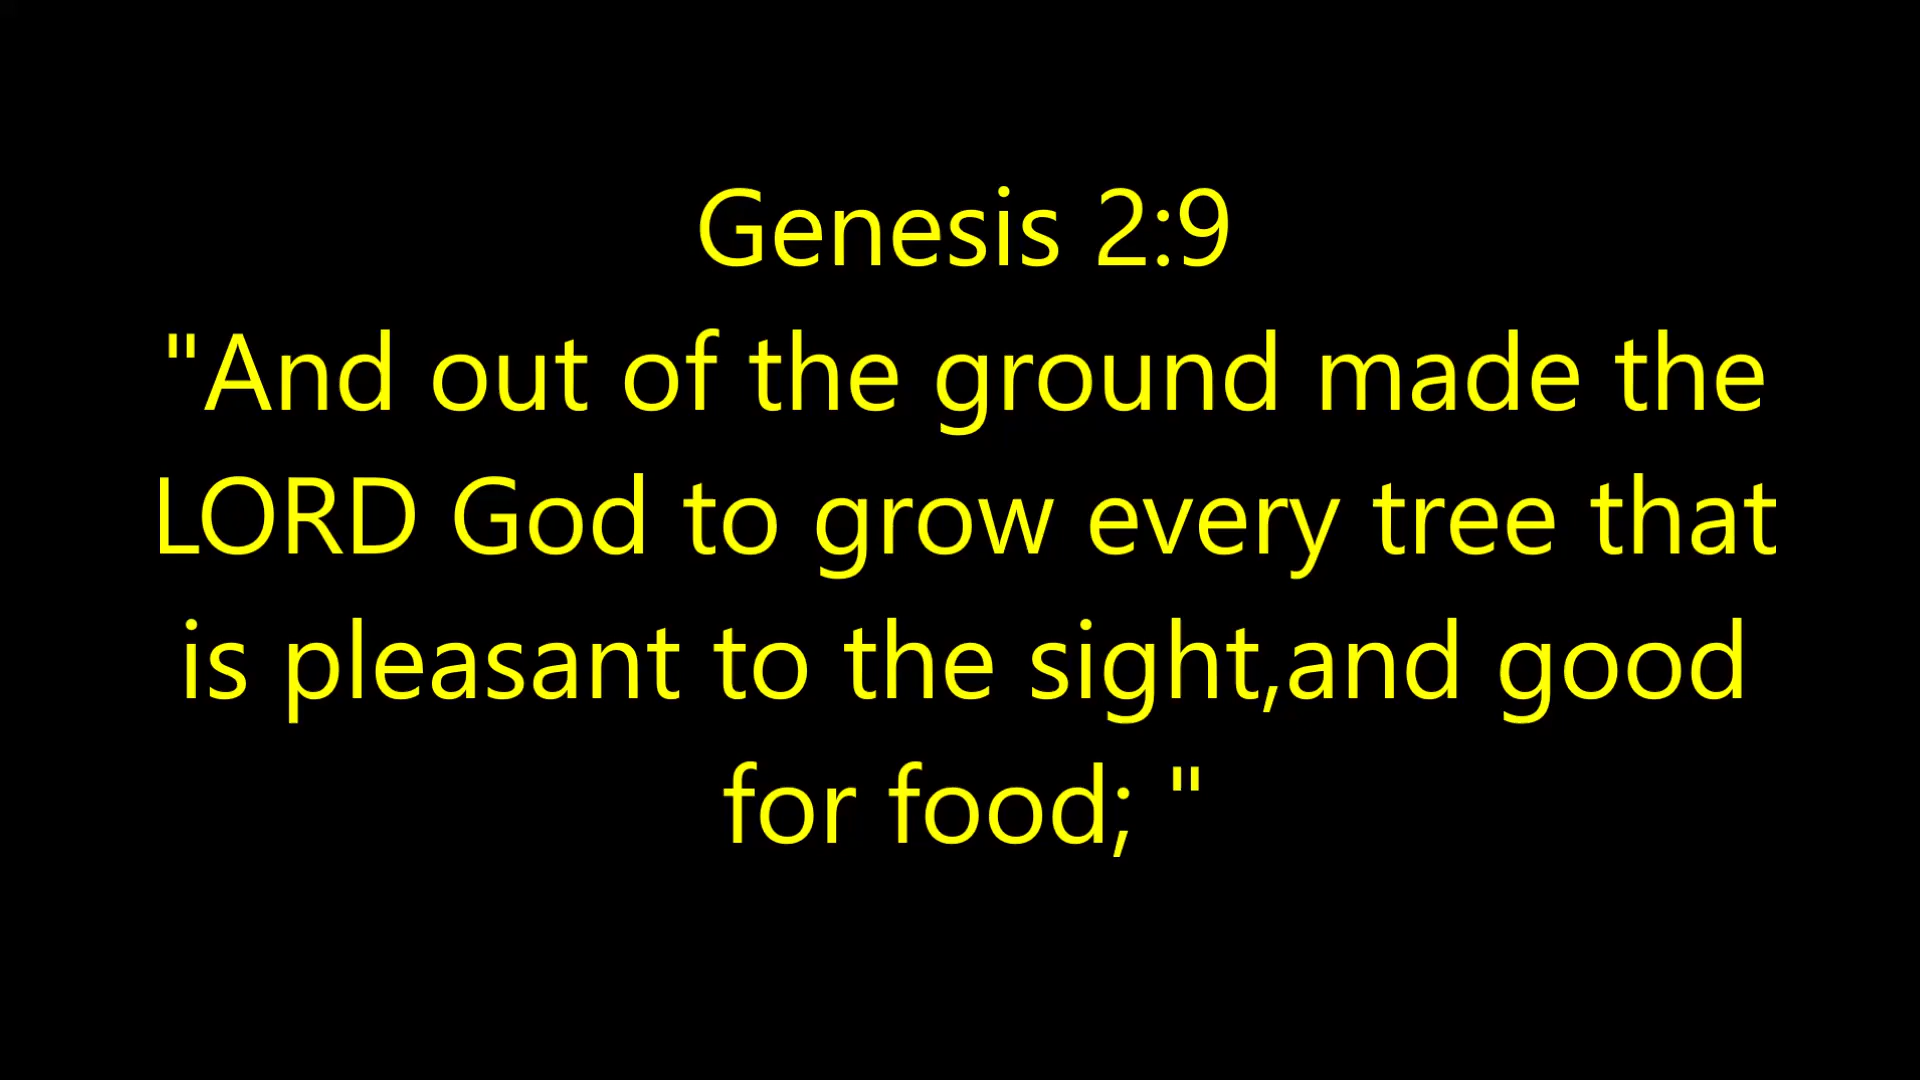 Genesis 2:9
"And out of the ground made the
LORD God to grow every tree that
is pleasant to the sight,and good
for food; "